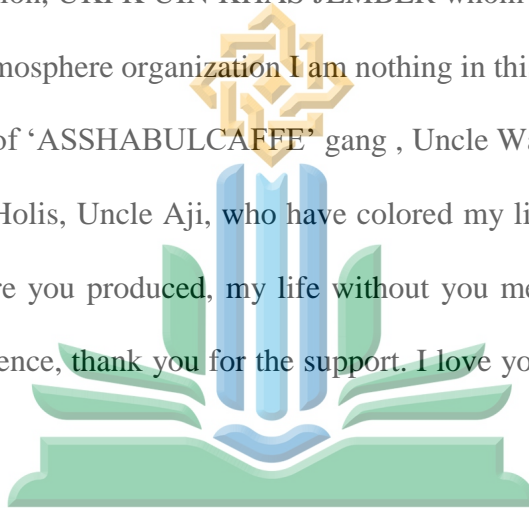 UKPK UIN KHAS JEMBER whom
mosphere organization I am nothing in thi
of ‘ASSHABULCAFFE’ gang , Uncle Wa
Holis, Uncle Aji, who have colored my li
re you produced, my life without you me
ence, thank you for the support. I love yo